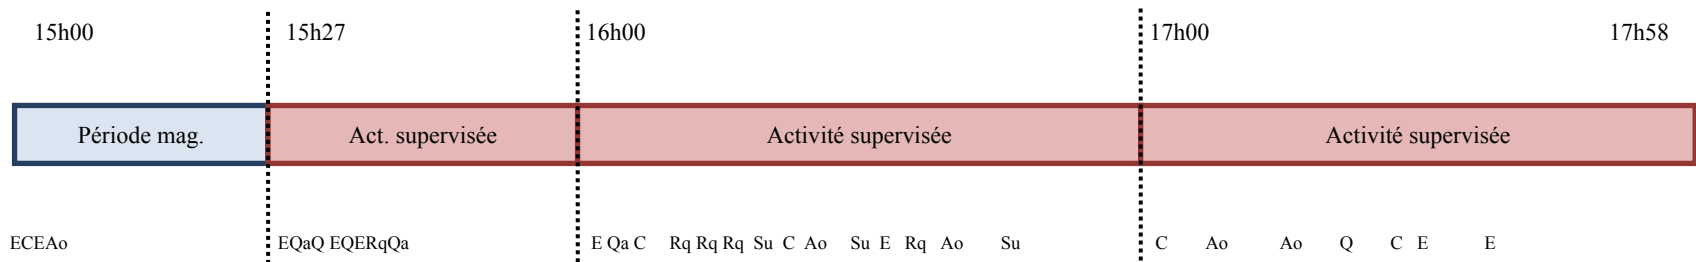 15h00 15h27 16h00 17h00 17h58
Période mag. Act. supervisée Activité supervisée Activité supervisée
ECEAo EQaQ EQERqQa E Qa C Rq Rq Rq Su C Ao Su E Rq Ao Su C Ao Ao Q C E E